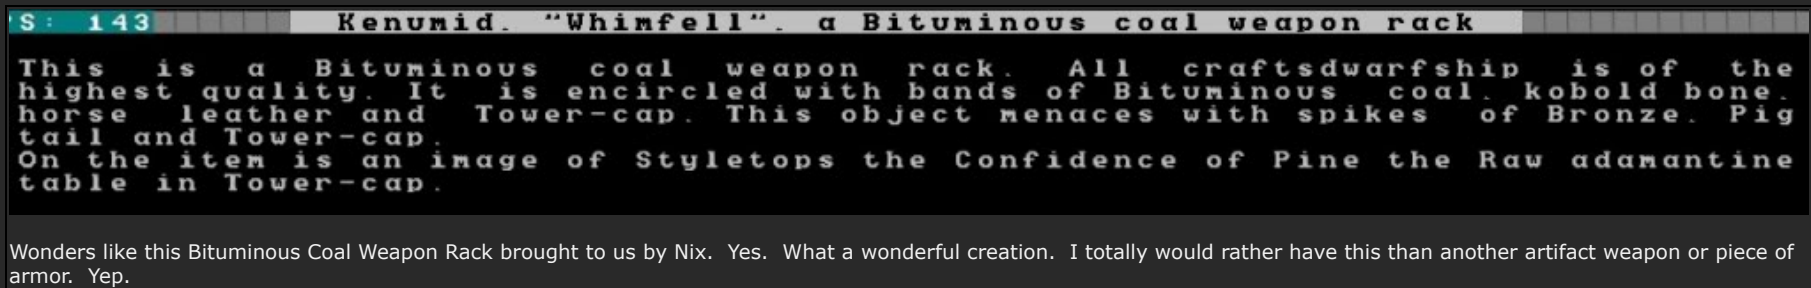 'S: 143 Kenumid. "Whimfell". a Bituminous coal weapon rack
This is a Bituminous coal weapon rack. All craftsdwarfship is of the
highest quality. It is encircled with bands of Bituminous coal. kobold bone.
horse leather and Tower-cap. This object menaces with spikes of Bronze. Pig
tail and Tower-cap.
On the item is an image of Styletops the Confidence of Pine the Raw adamantine
table in Tower-cap.
Wonders like this Bituminous Coal Weapon Rack brought to us by Nix.  Yes.  What a wonderful creation.  I totally would rather have this than another artifact weapon or piece of
armor.  Yep.